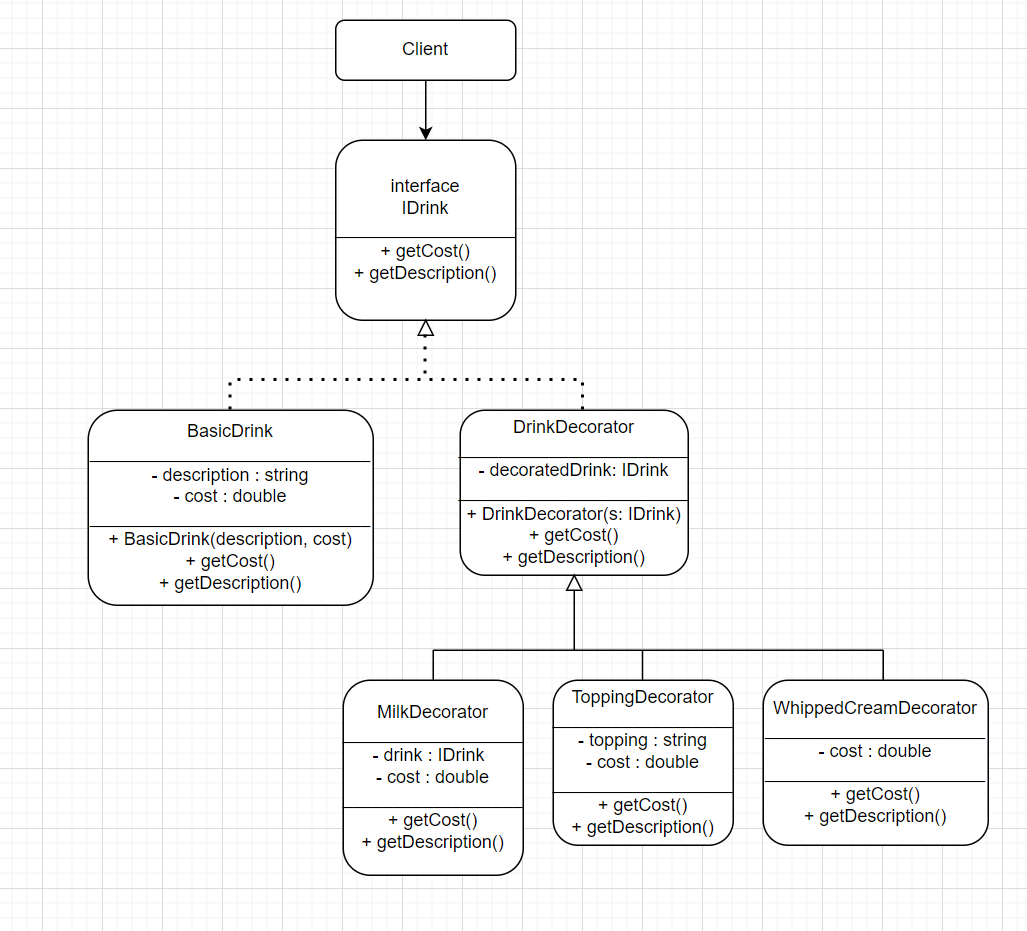 Client
interface
IDrink
+ getCost()
+ getDescription()
BasicDrink
- description : string
- cost : double
+ BasicDrink(description, cost)
+ getCost()
+ getDescription()
DrinkDecorator
- decoratedDrink: IDrink
+ DrinkDecorator(s: IDrink)
+ getCost()
+ getDescription()
MilkDecorator
- drink : IDrink
- cost : double
+ getCost()
+ getDescription()
ToppingDecorator
- topping : string
- cost : double
+ getCost()
+ getDescription()
WhippedCreamDecorator
- cost : double
+ getCost()
+ getDescription()